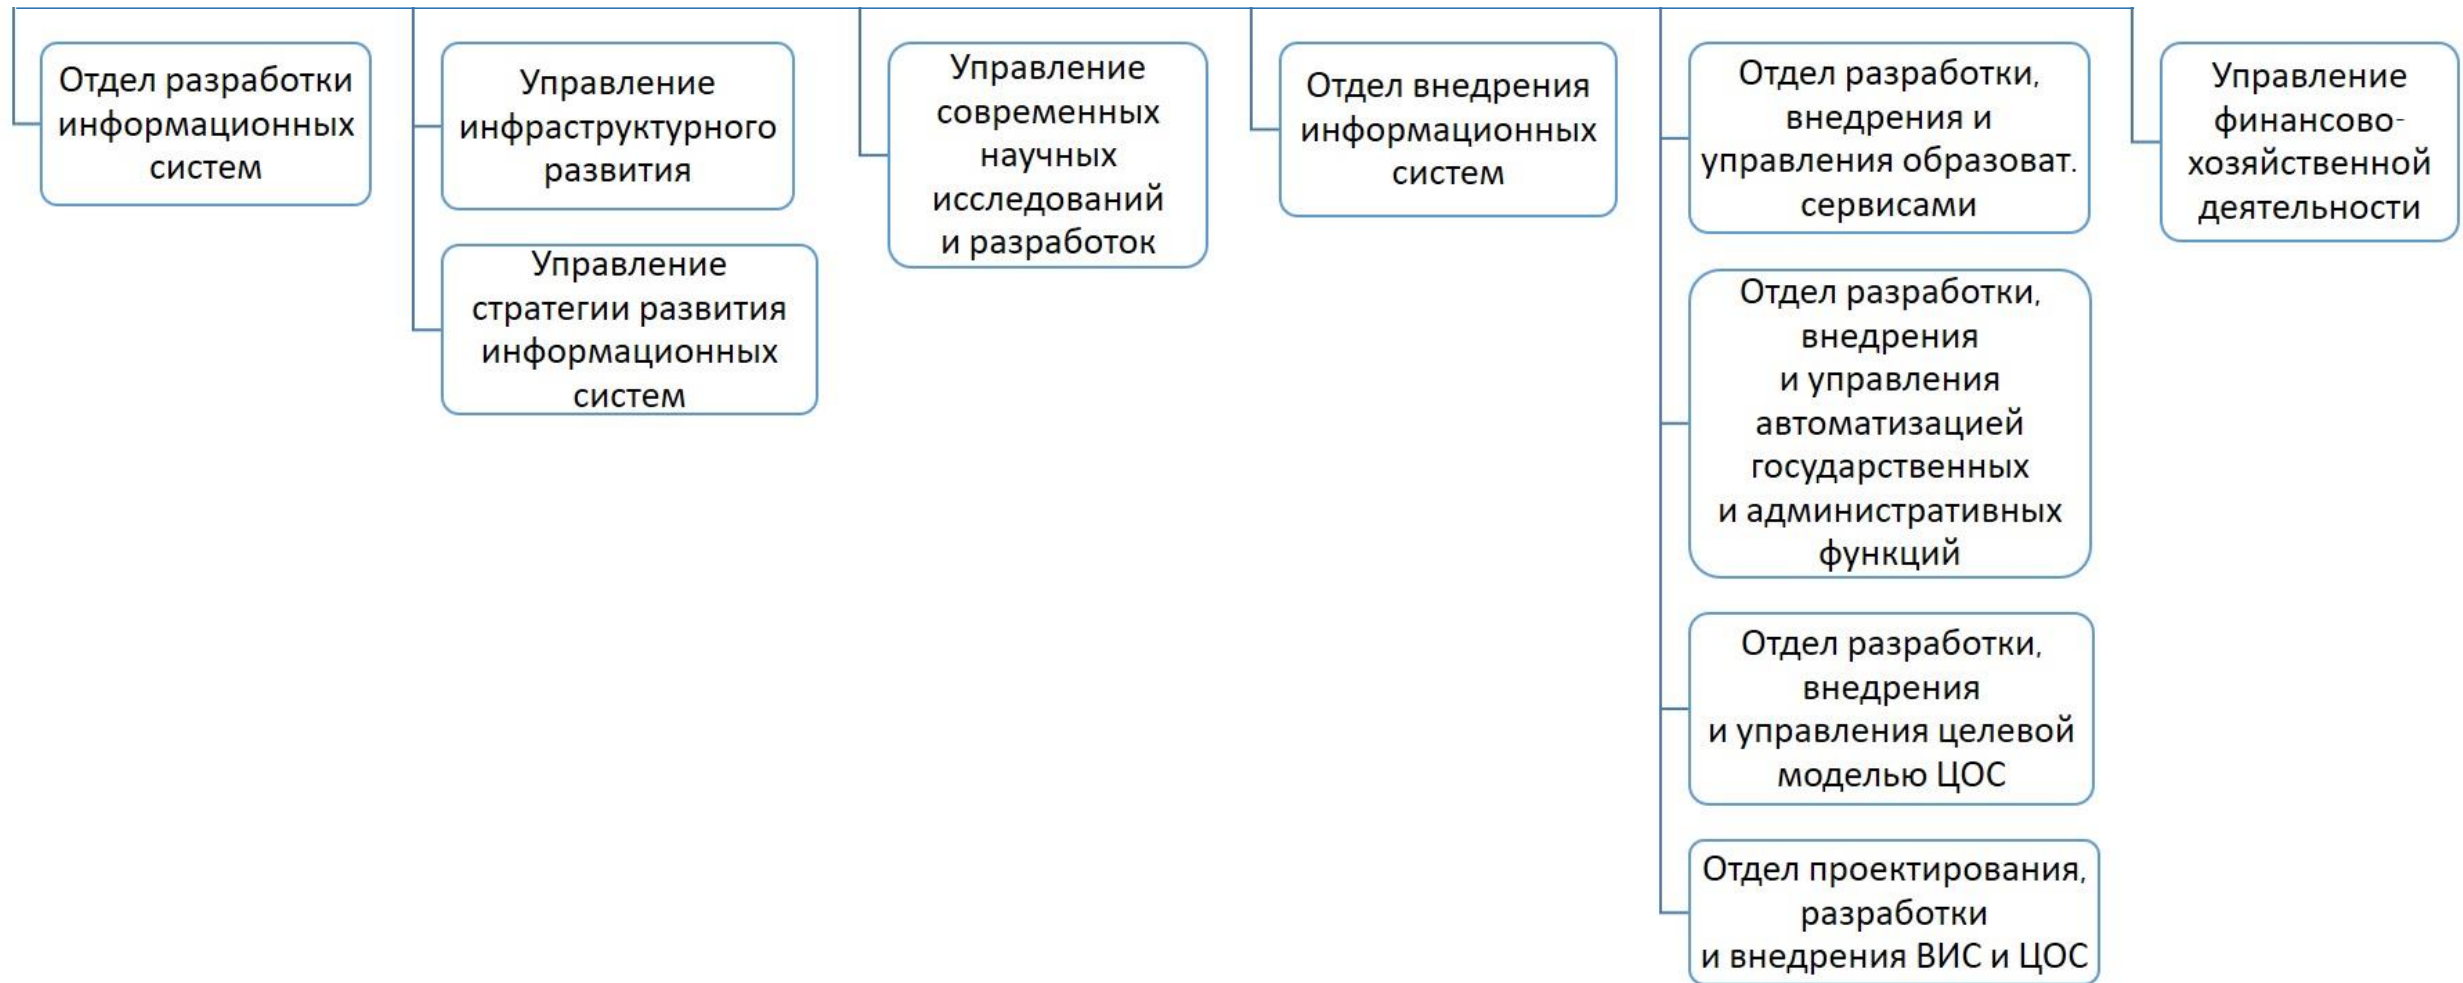 Отдел разработки
информационных
систем
Управление
инфраструктурного
развития
Управление
стратегии развития
информационных
систем
Управление
современных
научных
исследований
и разработок
Отдел внедрения
информационных
систем
Отдел разработки,
внедрения и
управления образоват.
сервисами
Отдел разработки,
внедрения
и управления
автоматизацией
государственных
и административных
функций
Отдел разработки,
внедрения
и управления целевой
моделью ЦОС
Отдел проектирования,
разработки
и внедрения ВИС и ЦОС
Управление
финансово-
хозяйственной
деятельности